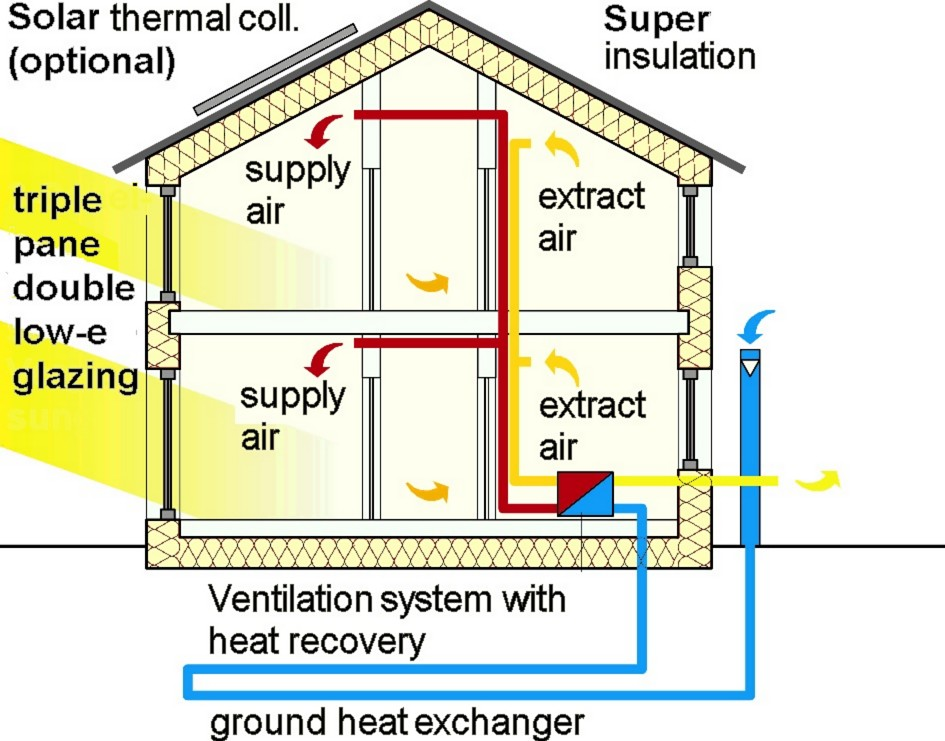 Solar thermal coll.
(optional)
Super
insulation
triple
pane
double
low-e
glazing
supply
air
extract
air
supply
air
extract
air
Ventilation system with
heat recovery
ground heat exchanger